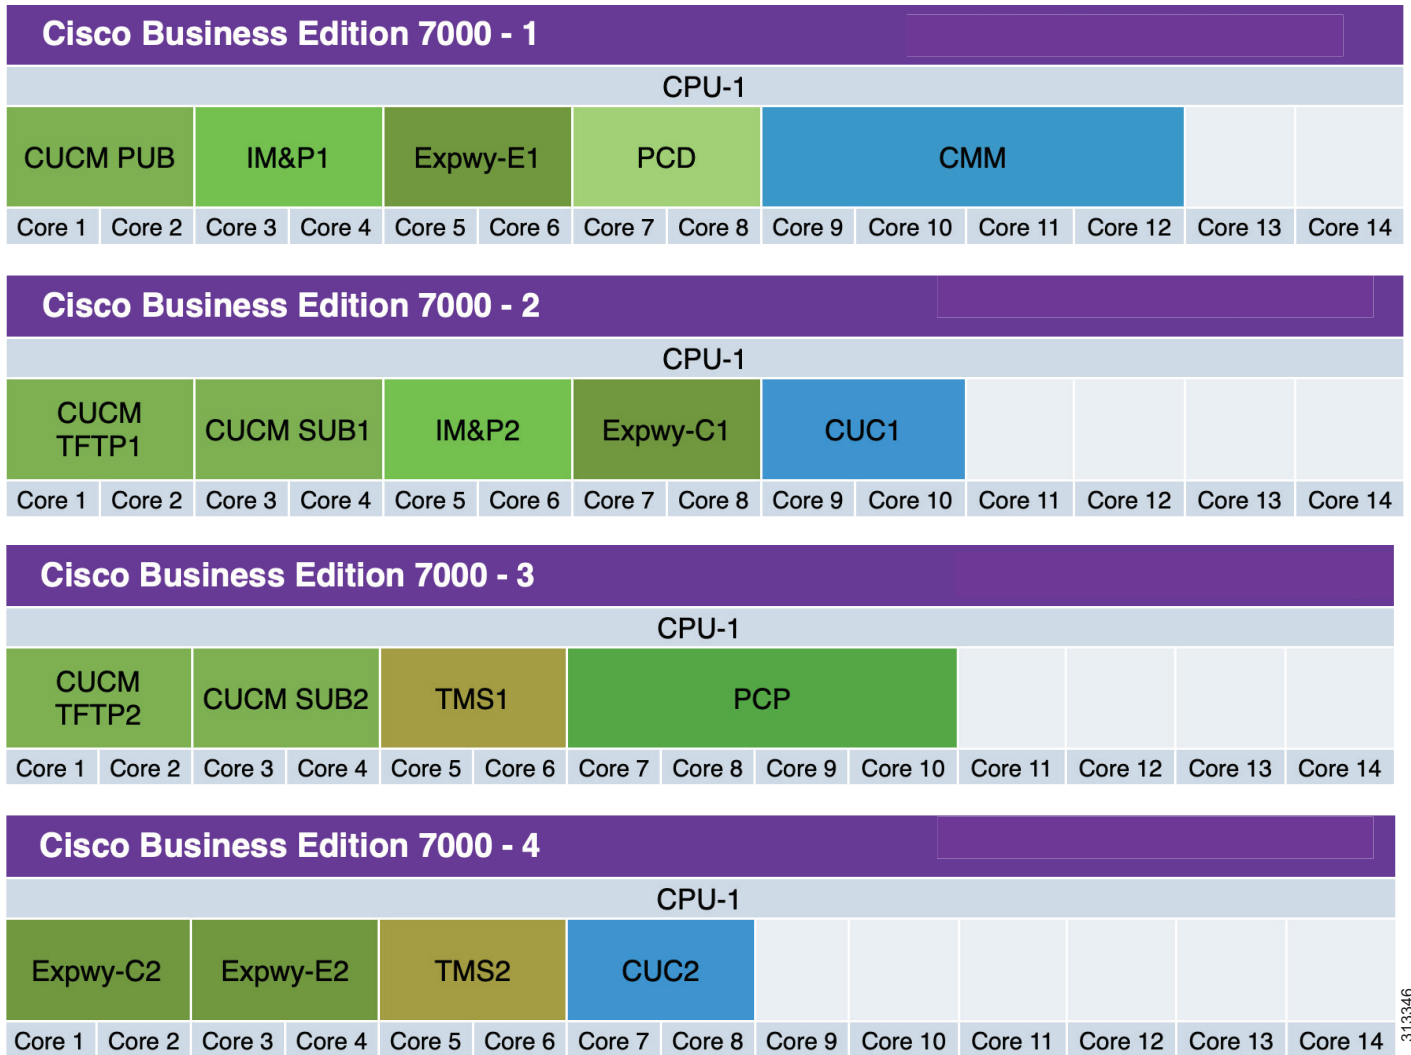 Cisco Business Edition 7000 - 1
CPU-1
CUCM PUB IM&P1 Expwy-E1 PCD CMM
Core 1 Core 2 Core 3 Core 4 Core 5 Core 6 Core 7 Core 8 Core 9 Core 10 Core 11 Core 12 Core 13 Core 14
Cisco Business Edition 7000 - 2
CPU-1
CUCM
TFTP1
CUCM SUB1 IM&P2 Expwy-C1 CUC1
Core 1 Core 2 Core 3 Core 4 Core 5 Core 6 Core 7 Core 8 Core 9 Core 10 Core 11 Core 12 Core 13 Core 14
Cisco Business Edition 7000 - 3
CPU-1
CUCM
TFTP2
CUCM SUB2 TMS1 PCP
Core 1 Core 2 Core 3 Core 4 Core 5 Core 6 Core 7 Core 8 Core 9 Core 10 Core 11 Core 12 Core 13 Core 14
Cisco Business Edition 7000 - 4
CPU-1
Expwy-C2 Expwy-E2 TMS2 CUC2
Core 1 Core 2 Core 3 Core 4 Core 5 Core 6 Core 7 Core 8 Core 9 Core 10 Core 11 Core 12 Core 13 Core 14
313346